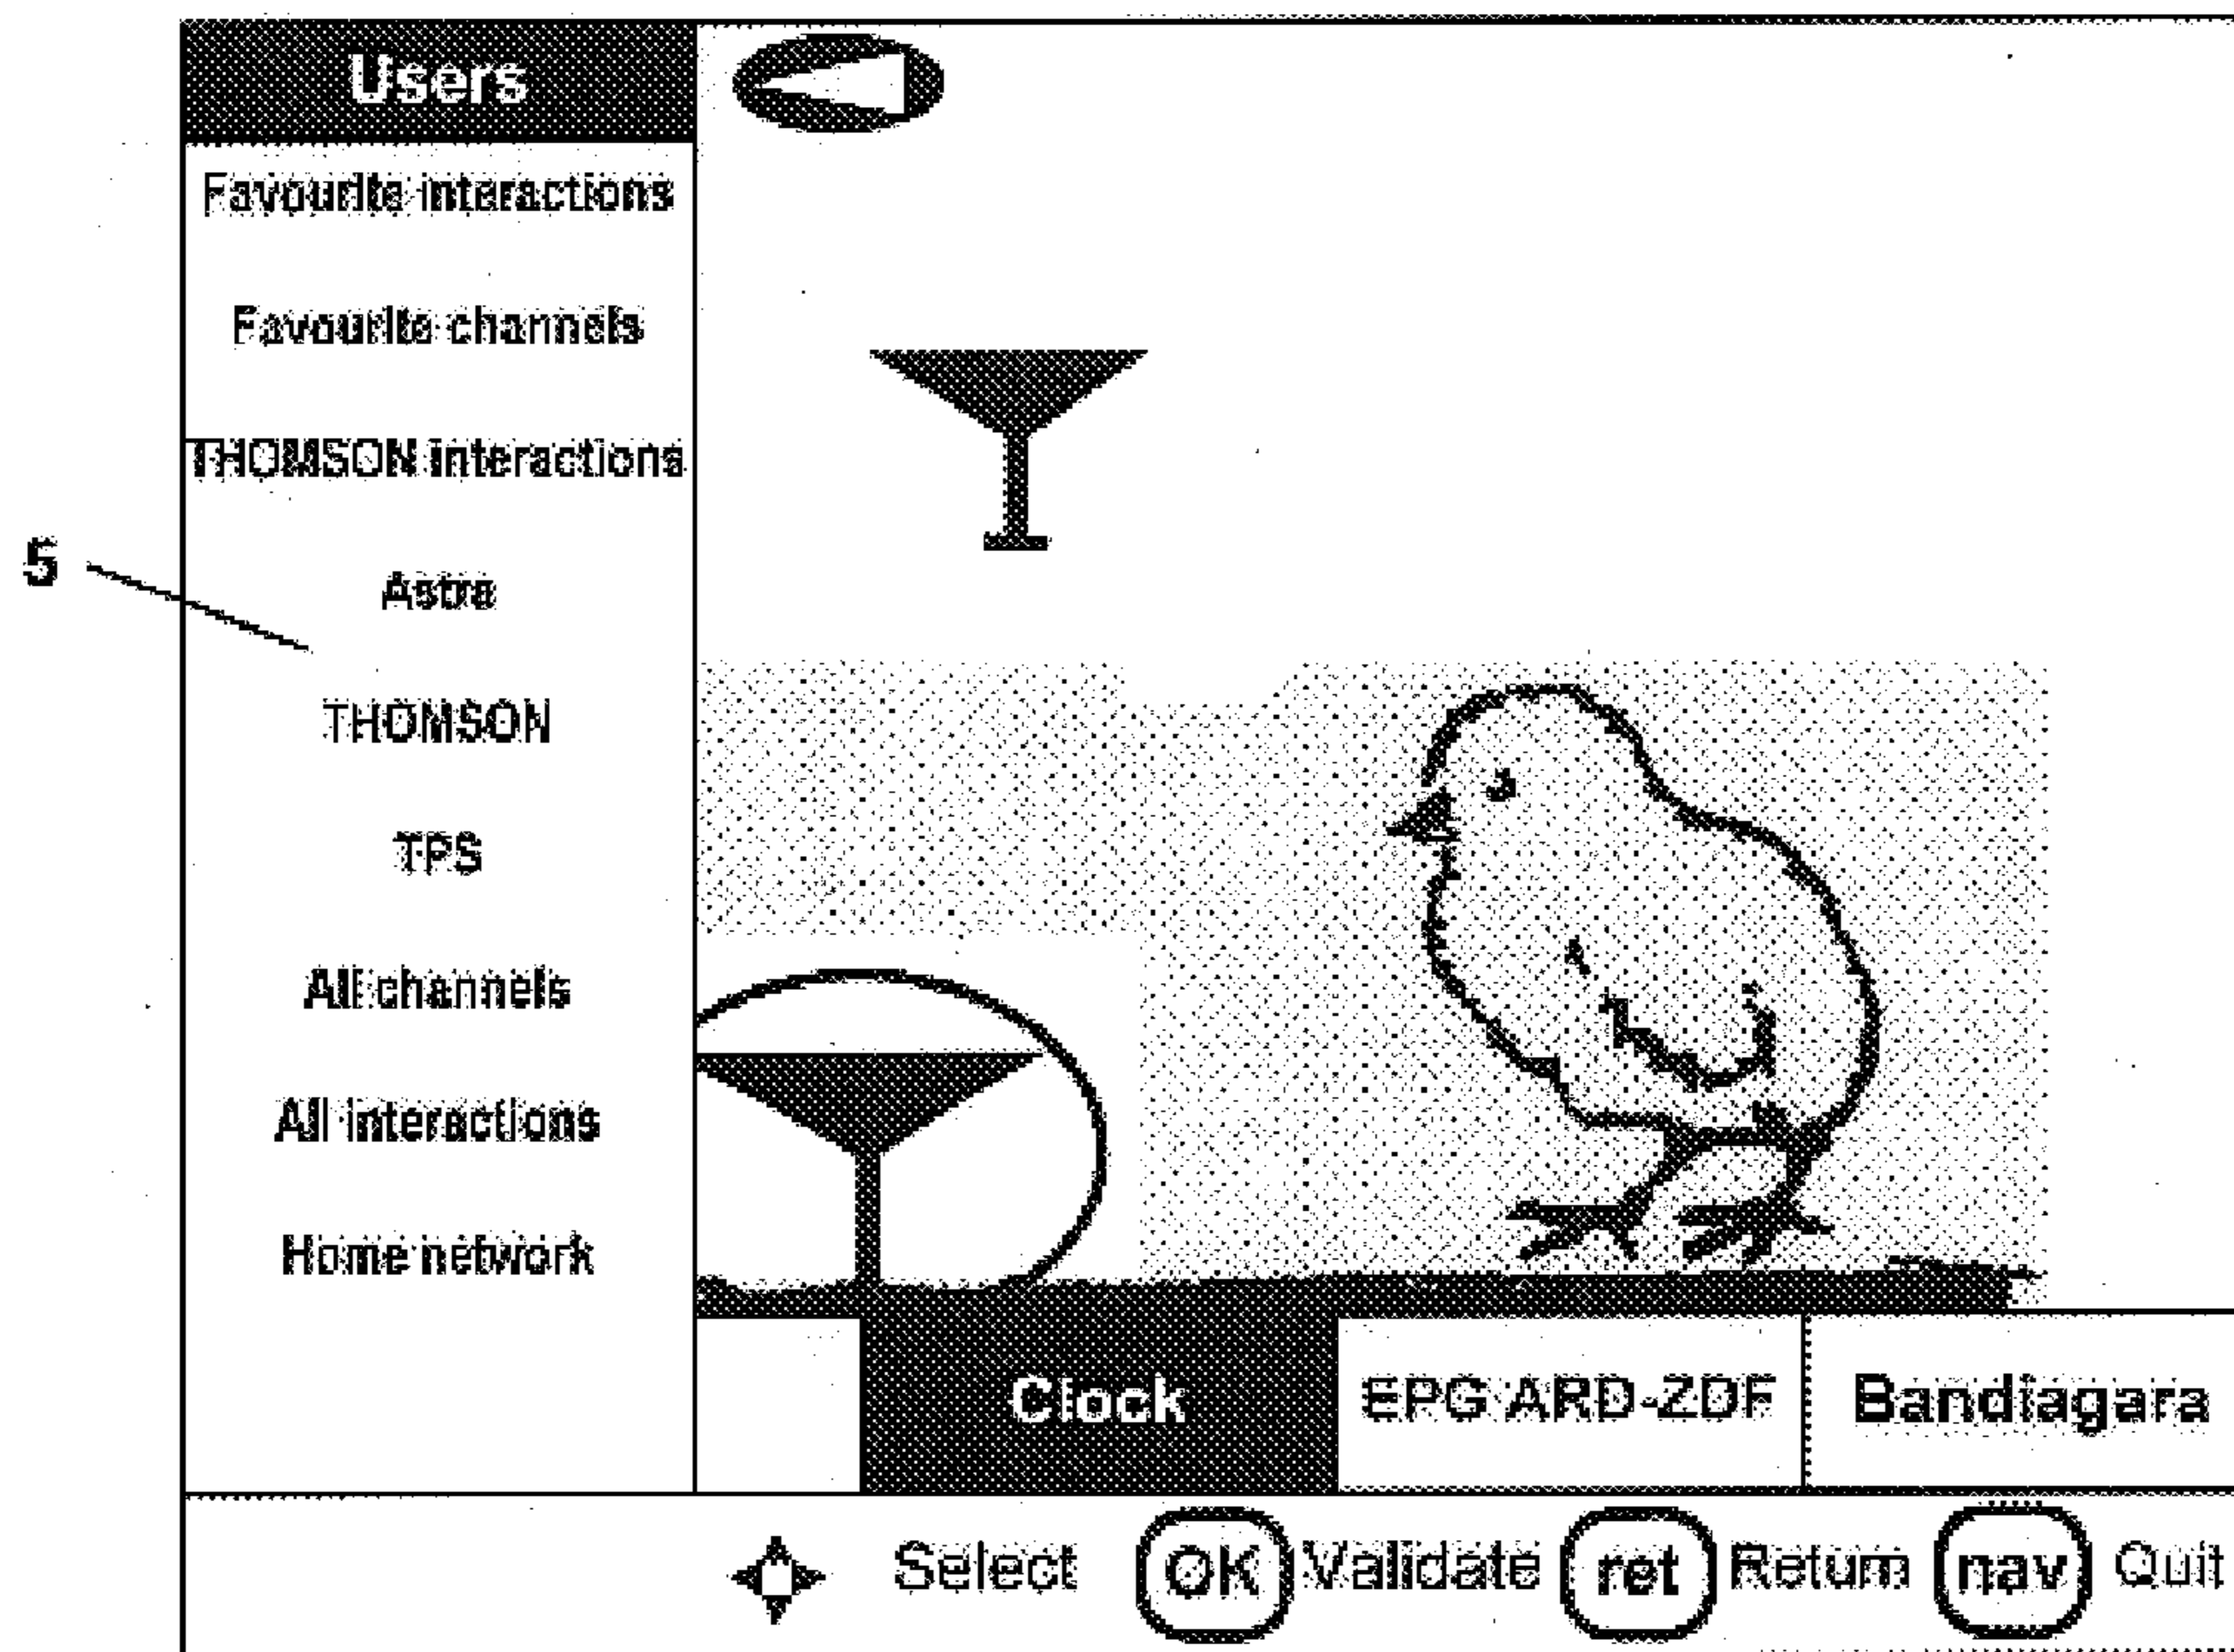 Users
Favourite interactions
Favourite channels
THOMSON interactions
5
Astra
THOMSON
TPS
All channels
All interactions
Home network
Clock EPG ARD-ZDF Bandiagara
Select OK Validate ret Return nav Quit